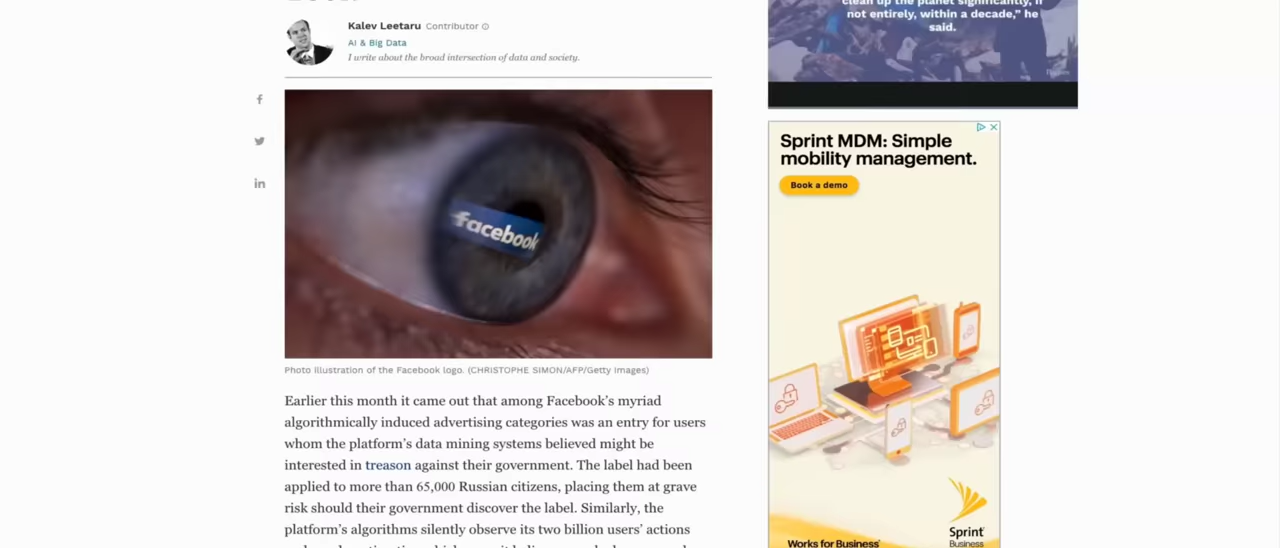 Kalev Leetaru Contributor
AI & Big Data
I write about the broad intersection of data and society.
facebook
Photo illustration of the Facebook logo. (CHRISTOPHE SIMON/AFP/Getty Images)
Earlier this month it came out that among Facebook's myriad
algorithmically induced advertising categories was an entry for users
whom the platform's data mining systems believed might be
interested in treason against their government. The label had been
applied to more than 65,000 Russian citizens, placing them at grave
risk should their government discover the label. Similarly, the
platform's algorithms silently observe its two billion users' actions
clean up the planet significantly, if
not entirely, within a decade,” he
said.
Forbes
Sprint MDM: Simple
mobility management.
Book a demo
Sprint
Business
Works for Business